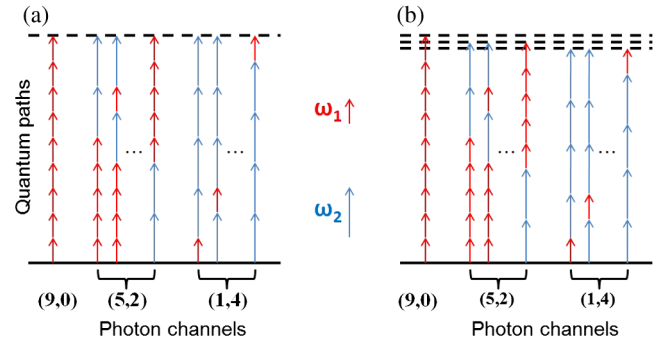 (a)
(b)
Quantum paths
...
...
...
...
ω₁
ω₂
(9,0)
(5,2)
(1,4)
(9,0)
(5,2)
(1,4)
Photon channels
Photon channels